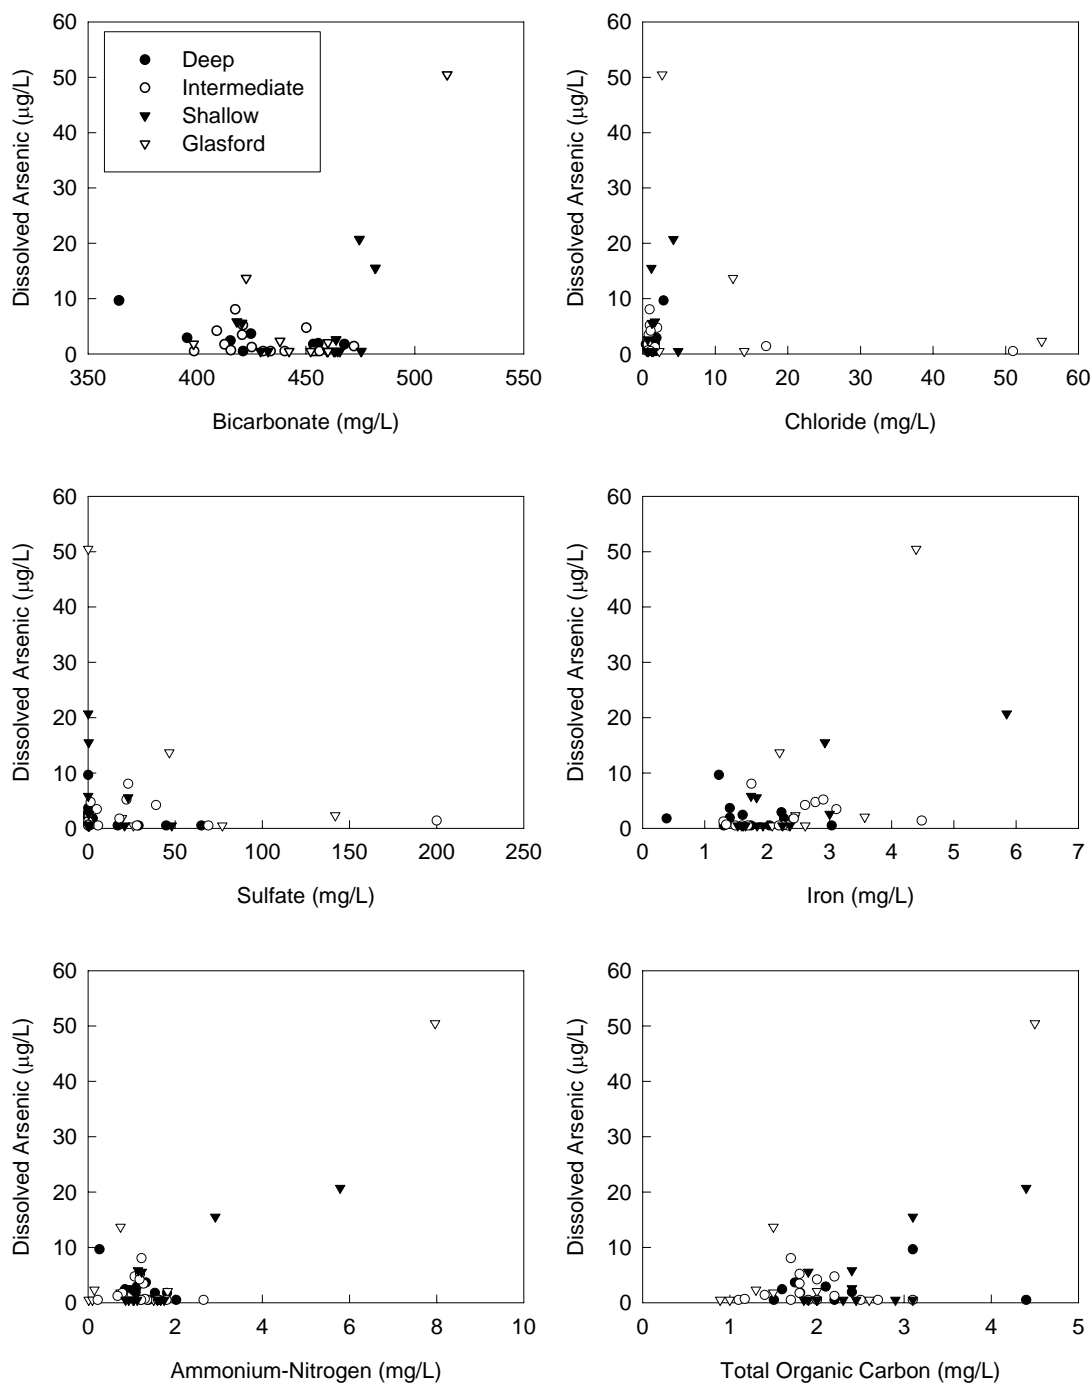 60
50
40
30
20
10
0
Dissolved Arsenic (μg/L)
Deep
Intermediate
Shallow
Glasford
350 400 450 500 550
Bicarbonate (mg/L)
60
50
40
30
20
10
0
Dissolved Arsenic (μg/L)
0 10 20 30 40 50 60
Chloride (mg/L)
60
50
40
30
20
10
0
Dissolved Arsenic (μg/L)
0 50 100 150 200 250
Sulfate (mg/L)
60
50
40
30
20
10
0
Dissolved Arsenic (μg/L)
0 1 2 3 4 5 6 7
Iron (mg/L)
60
50
40
30
20
10
0
Dissolved Arsenic (μg/L)
0 2 4 6 8 10
Ammonium-Nitrogen (mg/L)
60
50
40
30
20
10
0
Dissolved Arsenic (μg/L)
0 1 2 3 4 5
Total Organic Carbon (mg/L)